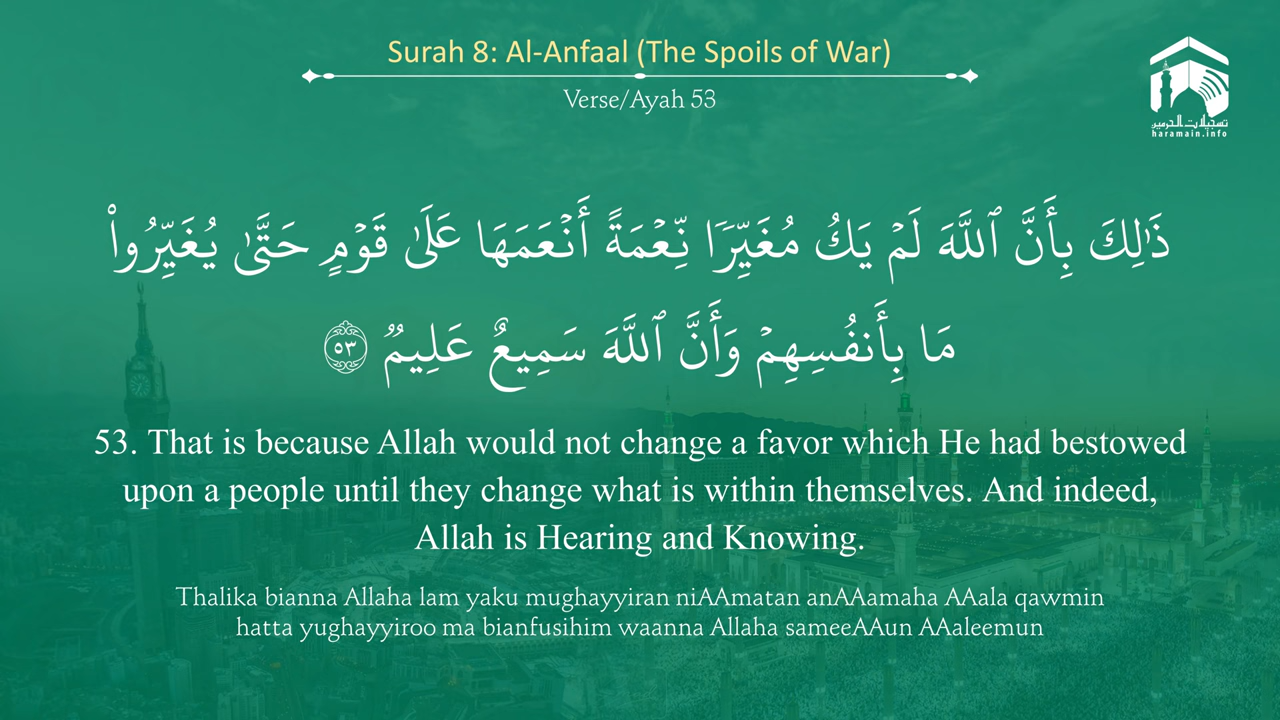 Surah 8: Al-Anfaal (The Spoils of War)
Verse/Ayah 53
تسجيلات الحرمين
haramain.info
ذَٰلِكَ بِأَنَّ ٱللَّهَ لَمۡ يَكُ مُغَيِّرٗا نِّعۡمَةً أَنۡعَمَهَا عَلَىٰ قَوۡمٍ حَتَّىٰ يُغَيِّرُواْ
مَا بِأَنفُسِهِمۡ وَأَنَّ ٱللَّهَ سَمِيعٌ عَلِيمٞ ٥٣
53. That is because Allah would not change a favor which He had bestowed
upon a people until they change what is within themselves. And indeed,
Allah is Hearing and Knowing.
Thalika bianna Allaha lam yaku mughayyiran niAAmatan anAAamaha AAala qawmin
hatta yughayyiroo ma bianfusihim waanna Allaha sameeAAun AAaleemun